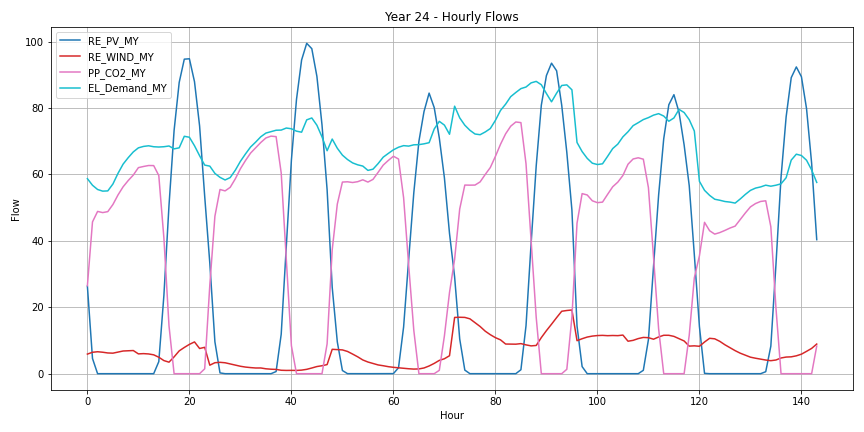 Year 24 - Hourly Flows
RE_PV_MY
RE_WIND_MY
PP_CO2_MY
EL_Demand_MY
Flow
100
80
60
40
20
0
0 20 40 60 80 100 120 140
Hour